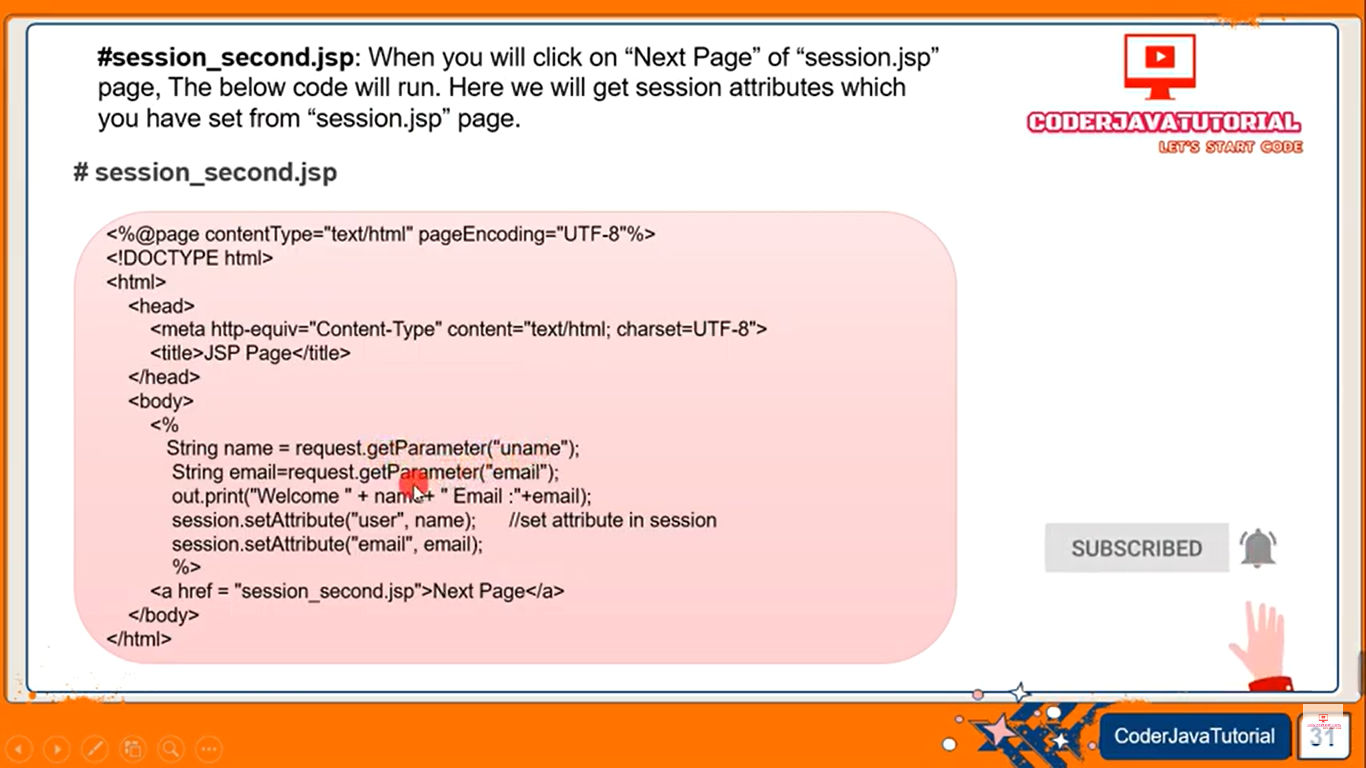 #session_second.jsp: When you will click on “Next Page” of “session.jsp”
page, The below code will run. Here we will get session attributes which
you have set from “session.jsp” page.
CODERJAVATUTORIAL
LET'S START CODE
# session_second.jsp
<%@page contentType="text/html" pageEncoding="UTF-8"%>
<!DOCTYPE html>
<html>
<head>
<meta http-equiv="Content-Type" content="text/html; charset=UTF-8">
<title>JSP Page</title>
</head>
<body>
<%
String name = request.getParameter("uname");
String email=request.getParameter("email");
out.print("Welcome " + name+ " Email :"+email);
session.setAttribute("user", name); //set attribute in session
session.setAttribute("email", email);
%>
<a href = "session_second.jsp">Next Page</a>
</body>
</html>
SUBSCRIBED
CoderJavaTutorial
31